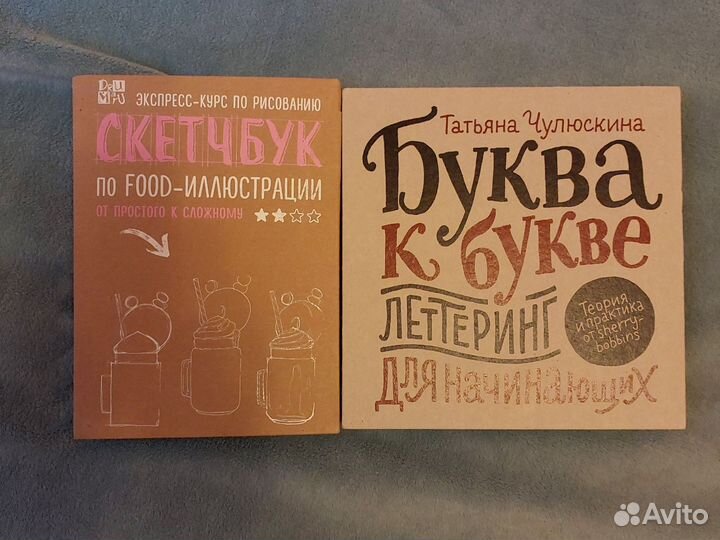 ЭКСПРЕСС-КУРС ПО РИСОВАНИЮ
СКЕТЧБУК
ПО FOOD-ИЛЛЮСТРАЦИИ
ОТ ПРОСТОГО К СЛОЖНОМУ
Татьяна Чулюскина
Буква
к букве
Леттеринг
для начинающих
Теория
и практика
от sherry-
bobbins
Avito